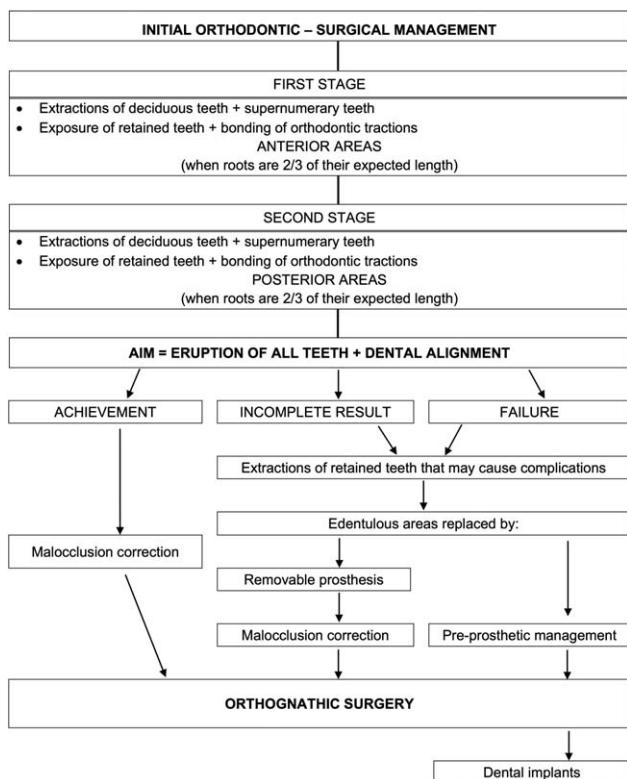 INITIAL ORTHODONTIC – SURGICAL MANAGEMENT
FIRST STAGE
• Extractions of deciduous teeth + supernumerary teeth
• Exposure of retained teeth + bonding of orthodontic tractions
ANTERIOR AREAS
(when roots are 2/3 of their expected length)
SECOND STAGE
• Extractions of deciduous teeth + supernumerary teeth
• Exposure of retained teeth + bonding of orthodontic tractions
POSTERIOR AREAS
(when roots are 2/3 of their expected length)
AIM = ERUPTION OF ALL TEETH + DENTAL ALIGNMENT
ACHIEVEMENT
INCOMPLETE RESULT
FAILURE
Extractions of retained teeth that may cause complications
Edentulous areas replaced by:
Malocclusion correction
Removable prosthesis
Malocclusion correction
Pre-prosthetic management
ORTHOGNATHIC SURGERY
Dental implants